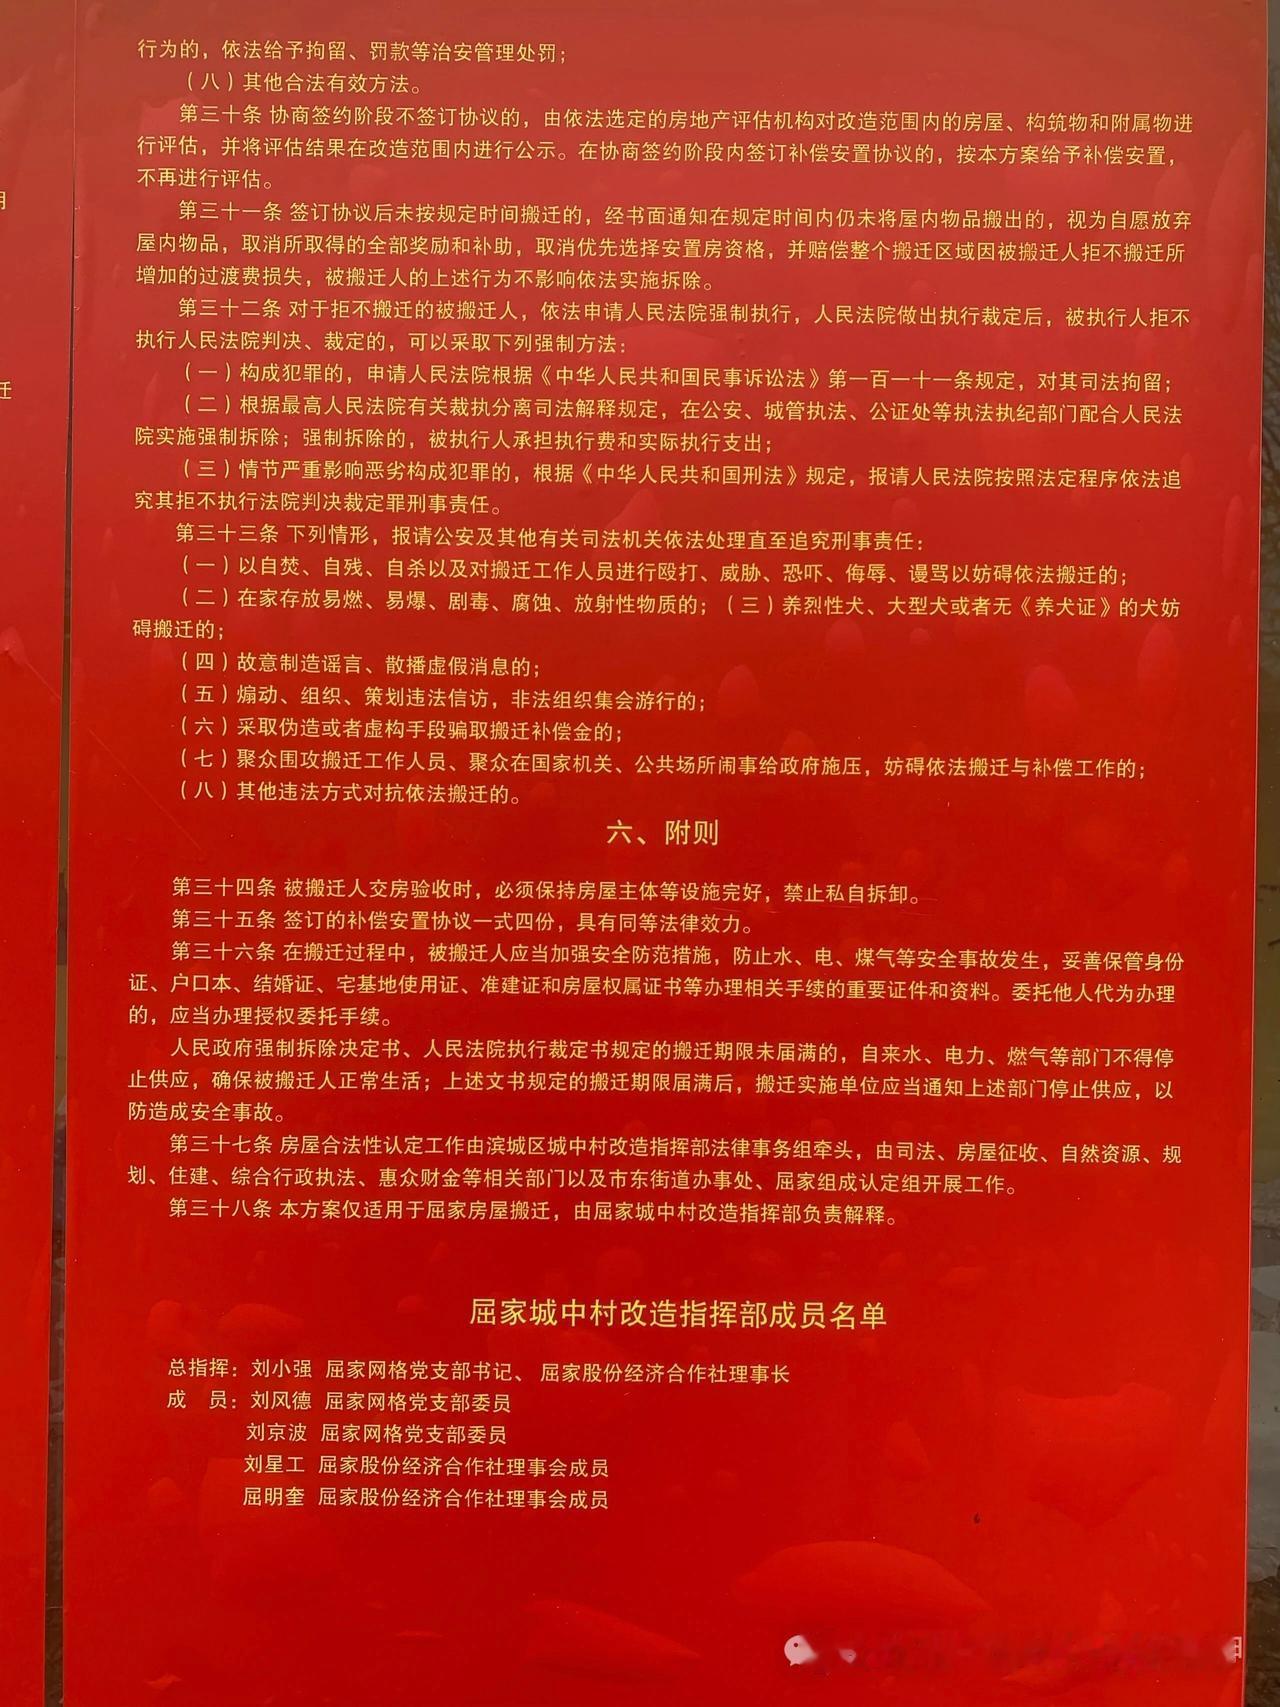 行为的，依法给予拘留、罚款等治安管理处罚；
（八）其他合法有效方法。
第三十条 协商签约阶段不签订协议的，由依法选定的房地产评估机构对改造范围内的房屋、构筑物和附属物进
行评估，并将评估结果在改造范围内进行公示。在协商签约阶段内签订补偿安置协议的，按本方案给予补偿安置，
不再进行评估。
第三十一条 签订协议后未按规定时间搬迁的，经书面通知在规定时间内仍未将屋内物品搬出的，视为自愿放弃
屋内物品，取消所取得的全部奖励和补助，取消优先选择安置房资格，并赔偿整个搬迁区域因被搬迁人拒不搬迁所
增加的过渡费损失，被搬迁人的上述行为不影响依法实施拆除。
第三十二条 对于拒不搬迁的被搬迁人，依法申请人民法院强制执行，人民法院做出执行裁定后，被执行人拒不
执行人民法院判决、裁定的，可以采取下列强制方法：
（一）构成犯罪的，申请人民法院根据《中华人民共和国民事诉讼法》第一百一十一条规定，对其司法拘留；
（二）根据最高人民法院有关裁执分离司法解释规定，在公安、城管执法、公证处等执法执纪部门配合人民法
院实施强制拆除；强制拆除的，被执行人承担执行费和实际执行支出；
（三）情节严重影响恶劣构成犯罪的，根据《中华人民共和国刑法》规定，报请人民法院按照法定程序依法追
究其拒不执行法院判决裁定罪刑事责任。
第三十三条 下列情形，报请公安及其他有关司法机关依法处理直至追究刑事责任：
（一）以自焚、自残、自杀以及对搬迁工作人员进行殴打、威胁、恐吓、侮辱、谩骂以妨碍依法搬迁的；
（二）在家存放易燃、易爆、剧毒、腐蚀、放射性物质的；（三）养烈性犬、大型犬或者无《养犬证》的犬妨
碍搬迁的；
（四）故意制造谣言、散播虚假消息的；
（五）煽动、组织、策划违法信访，非法组织集会游行的；
（六）采取伪造或者虚构手段骗取搬迁补偿金的；
（七）聚众围攻搬迁工作人员、聚众在国家机关、公共场所闹事给政府施压，妨碍依法搬迁与补偿工作的；
（八）其他违法方式对抗依法搬迁的。
六、附则
第三十四条 被搬迁人交房验收时，必须保持房屋主体等设施完好，禁止私自拆卸。
第三十五条 签订的补偿安置协议一式四份，具有同等法律效力。
第三十六条 在搬迁过程中，被搬迁人应当加强安全防范措施，防止水、电、煤气等安全事故发生，妥善保管身份
证、户口本、结婚证、宅基地使用证、准建证和房屋权属证书等办理相关手续的重要证件和资料。委托他人代为办理
的，应当办理授权委托手续。
人民政府强制拆除决定书、人民法院执行裁定书规定的搬迁期限未届满的，自来水、电力、燃气等部门不得停
止供应，确保被搬迁人正常生活；上述文书规定的搬迁期限届满后，搬迁实施单位应当通知上述部门停止供应，以
防造成安全事故。
第三十七条 房屋合法性认定工作由滨城区城中村改造指挥部法律事务组牵头，由司法、房屋征收、自然资源、规
划、住建、综合行政执法、惠众财金等相关部门以及市东街道办事处、屈家组成认定组开展工作。
第三十八条 本方案仅适用于屈家房屋搬迁，由屈家城中村改造指挥部负责解释。
屈家城中村改造指挥部成员名单
总指挥：刘小强 屈家网格党支部书记、屈家股份经济合作社理事长
成 员：刘风德 屈家网格党支部委员
刘京波 屈家网格党支部委员
刘星工 屈家股份经济合作社理事会成员
屈明奎 屈家股份经济合作社理事会成员
迁